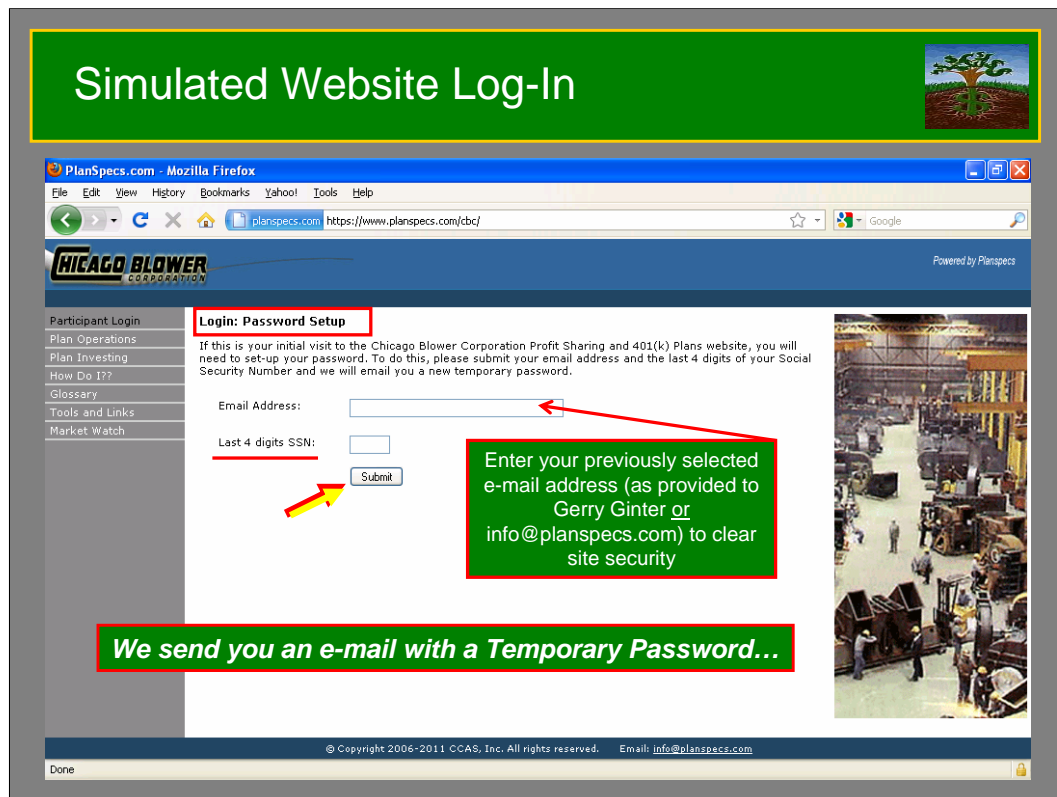 Simulated Website Log-In
PlanSpecs.com - Mozilla Firefox
File Edit View History Bookmarks Yahoo! Tools Help
planspecs.com https://www.planspecs.com/cbc/
Google
CHICAGO BLOWER
CORPORATION
Powered by Planspecs
Participant Login
Plan Operations
Plan Investing
How Do I??
Glossary
Tools and Links
Market Watch
Login: Password Setup
If this is your initial visit to the Chicago Blower Corporation Profit Sharing and 401(k) Plans website, you will
need to set-up your password. To do this, please submit your email address and the last 4 digits of your Social
Security Number and we will email you a new temporary password.
Email Address:
Last 4 digits SSN:
Submit
Enter your previously selected
e-mail address (as provided to
Gerry Ginter or
info@planspecs.com) to clear
site security
We send you an e-mail with a Temporary Password…
© Copyright 2006-2011 CCAS, Inc. All rights reserved. Email: info@planspecs.com
Done